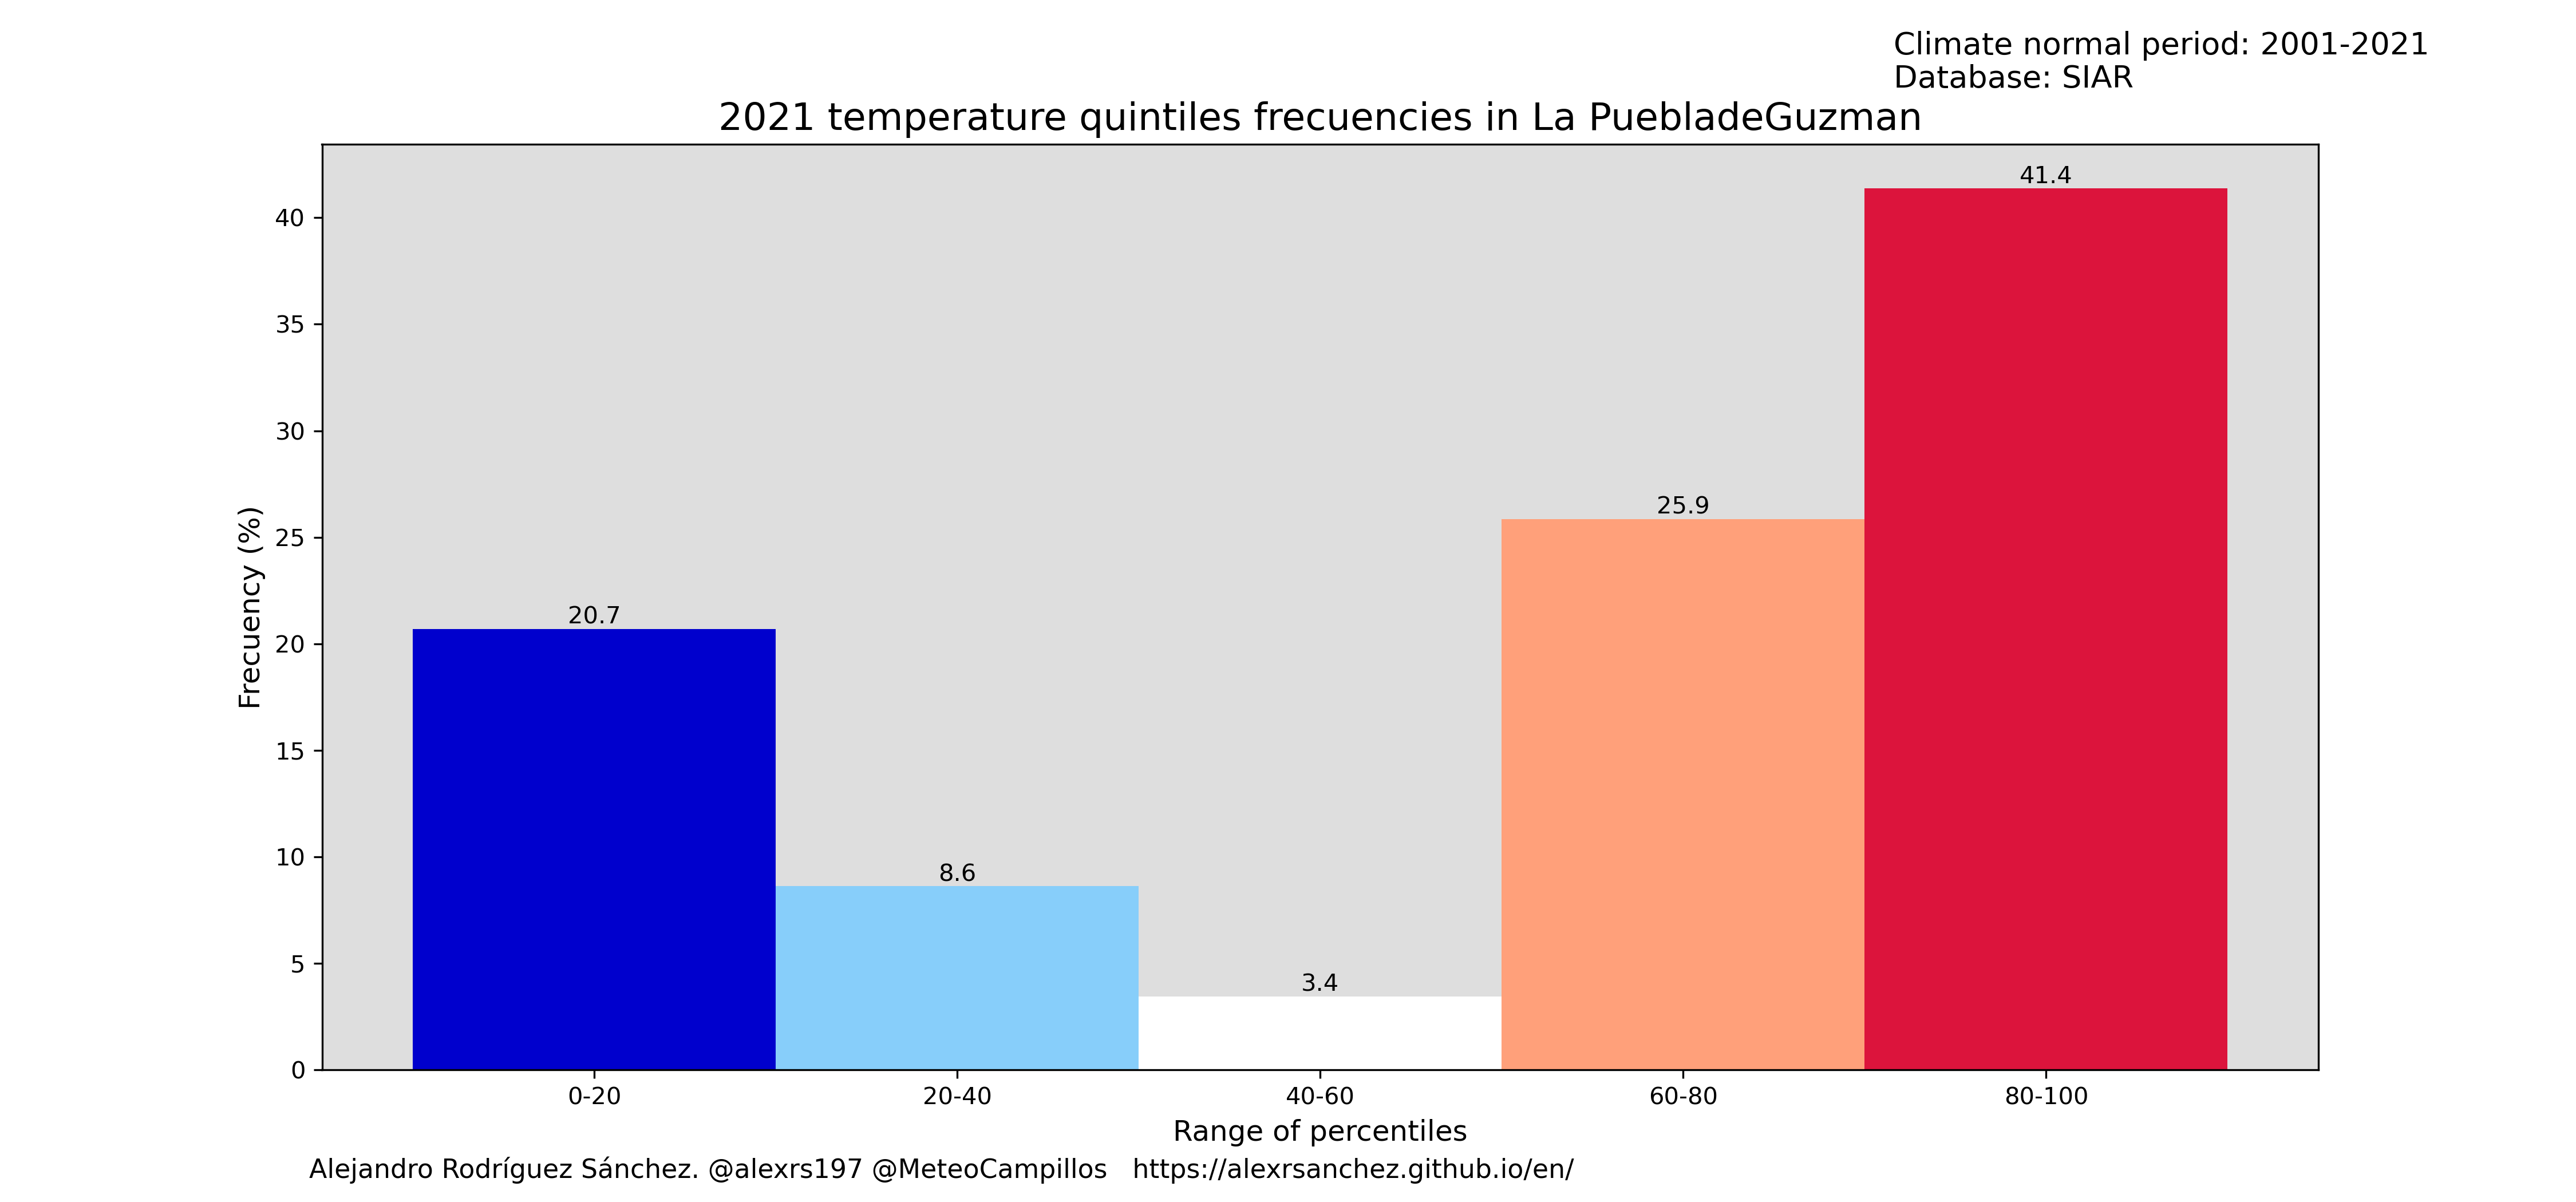 Climate normal period: 2001-2021
Database: SIAR
2021 temperature quintiles frecuencies in La PuebladeGuzman
41.4
40
35
30
25.9
25
20.7
20
15
10
8.6
5
3.4
0
Frecuency (%)
0-20 20-40 40-60 60-80 80-100
Range of percentiles
Alejandro Rodríguez Sánchez. @alexrs197 @MeteoCampillos https://alexrsanchez.github.io/en/